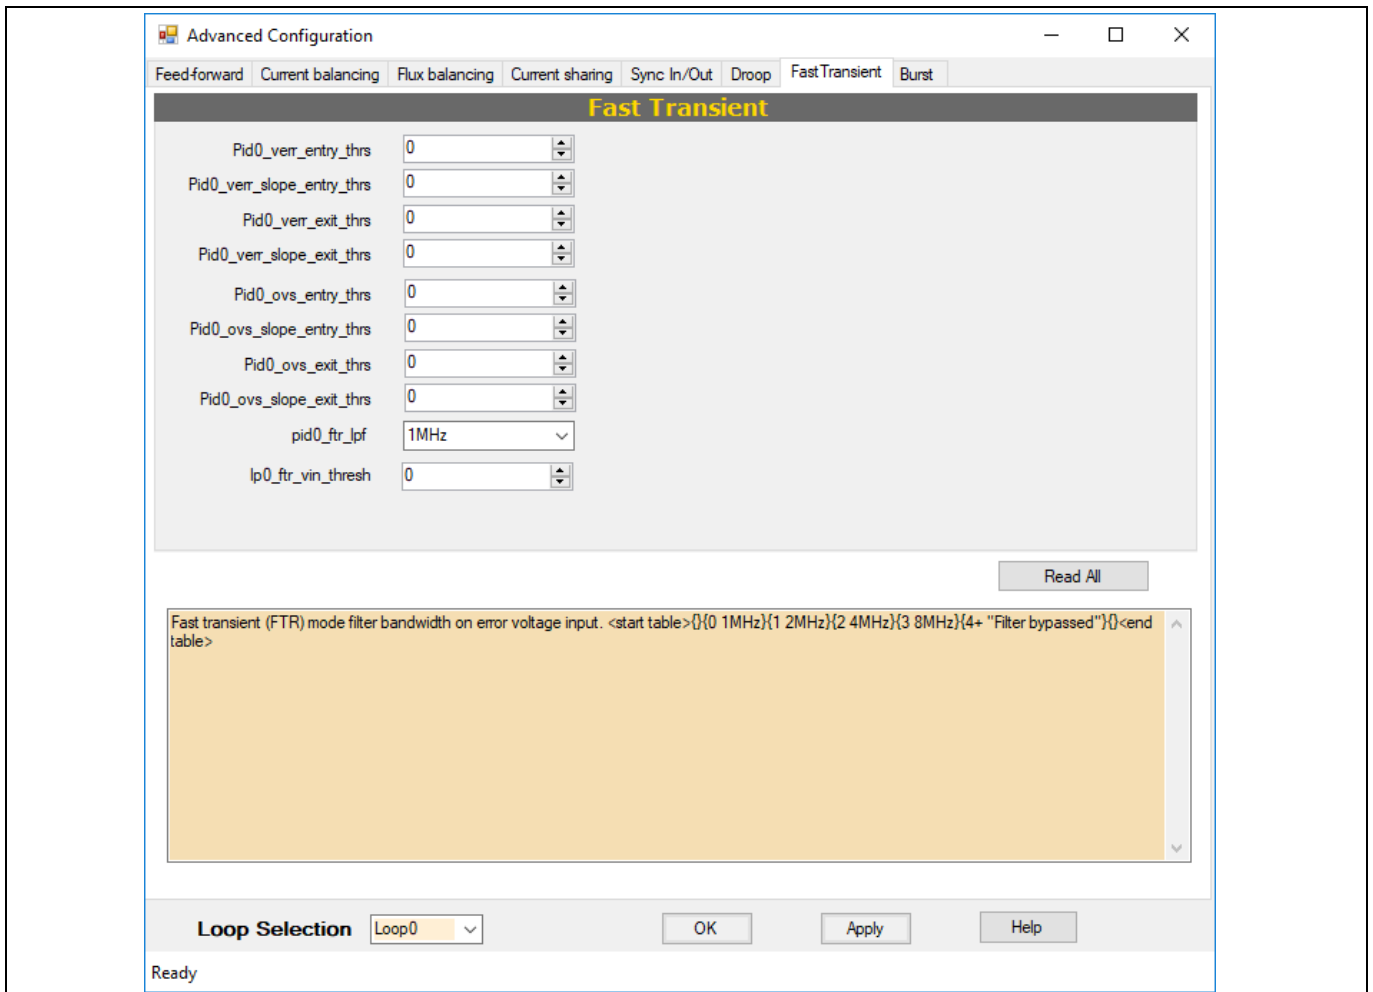 Advanced Configuration
Feed-forward Current balancing Flux balancing Current sharing Sync In/Out Droop FastTransient Burst
Fast Transient
Pid0_verr_entry_thrs 0
Pid0_verr_slope_entry_thrs 0
Pid0_verr_exit_thrs 0
Pid0_verr_slope_exit_thrs 0
Pid0_ovs_entry_thrs 0
Pid0_ovs_slope_entry_thrs 0
Pid0_ovs_exit_thrs 0
Pid0_ovs_slope_exit_thrs 0
pid0_ftr_lpf 1MHz
lp0_ftr_vin_thresh 0
Read All
Fast transient (FTR) mode filter bandwidth on error voltage input. <start table>{}{0 1MHz}{1 2MHz}{2 4MHz}{3 8MHz}{4+ "Filter bypassed"}{}<end
table>
Loop Selection Loop0 OK Apply Help
Ready